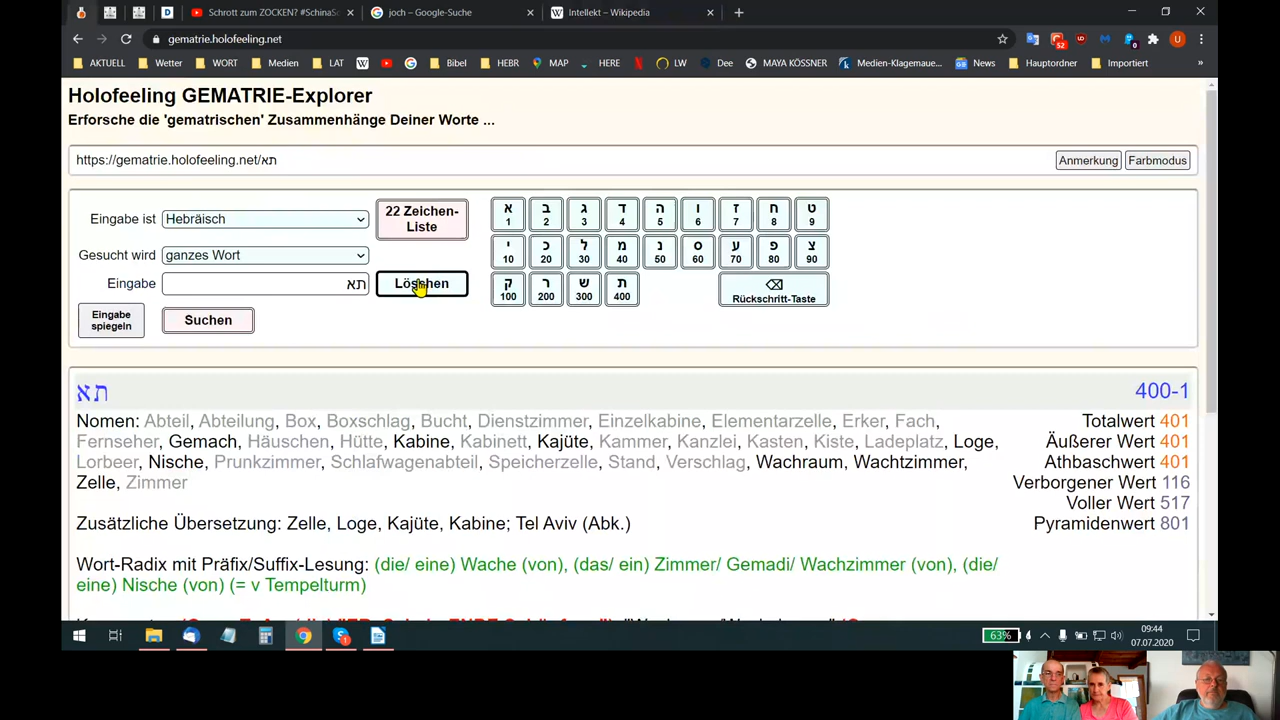 Schrott zum ZOCKEN? #SchinaSc
joch – Google-Suche
Intellekt – Wikipedia
gematrie.holofeeling.net
AKTUELL
Wetter
WORT
Medien
LAT
Bibel
HEBR
MAP
HERE
LW
Dee
MAYA KÖSSNER
Medien-Klagemaue...
News
Hauptordner
Importiert
Holofeeling GEMATRIE-Explorer
Erforsche die 'gematrischen' Zusammenhänge Deiner Worte ...
https://gematrie.holofeeling.net/תא
Anmerkung
Farbmodus
Eingabe ist
Hebräisch
22 Zeichen-
Liste
Gesucht wird
ganzes Wort
Eingabe
תא
Löschen
Eingabe
spiegeln
Suchen
א ב ג ד ה ו ז ח ט
1 2 3 4 5 6 7 8 9
י כ ל מ נ ס ע פ צ
10 20 30 40 50 60 70 80 90
ק ר ש ת
100 200 300 400
⌫
Rückschritt-Taste
תא
400-1
Nomen: Abteil, Abteilung, Box, Boxschlag, Bucht, Dienstzimmer, Einzelkabine, Elementarzelle, Erker, Fach,
Fernseher, Gemach, Häuschen, Hütte, Kabine, Kabinett, Kajüte, Kammer, Kanzlei, Kasten, Kiste, Ladeplatz, Loge,
Lorbeer, Nische, Prunkzimmer, Schlafwagenabteil, Speicherzelle, Stand, Verschlag, Wachraum, Wachtzimmer,
Zelle, Zimmer
Totalwert 401
Äußerer Wert 401
Athbaschwert 401
Verborgener Wert 116
Voller Wert 517
Pyramidenwert 801
Zusätzliche Übersetzung: Zelle, Loge, Kajüte, Kabine; Tel Aviv (Abk.)
Wort-Radix mit Präfix/Suffix-Lesung: (die/ eine) Wache (von), (das/ ein) Zimmer/ Gemadi/ Wachzimmer (von), (die/
eine) Nische (von) (= v Tempelturm)
63%
09:44
07.07.2020